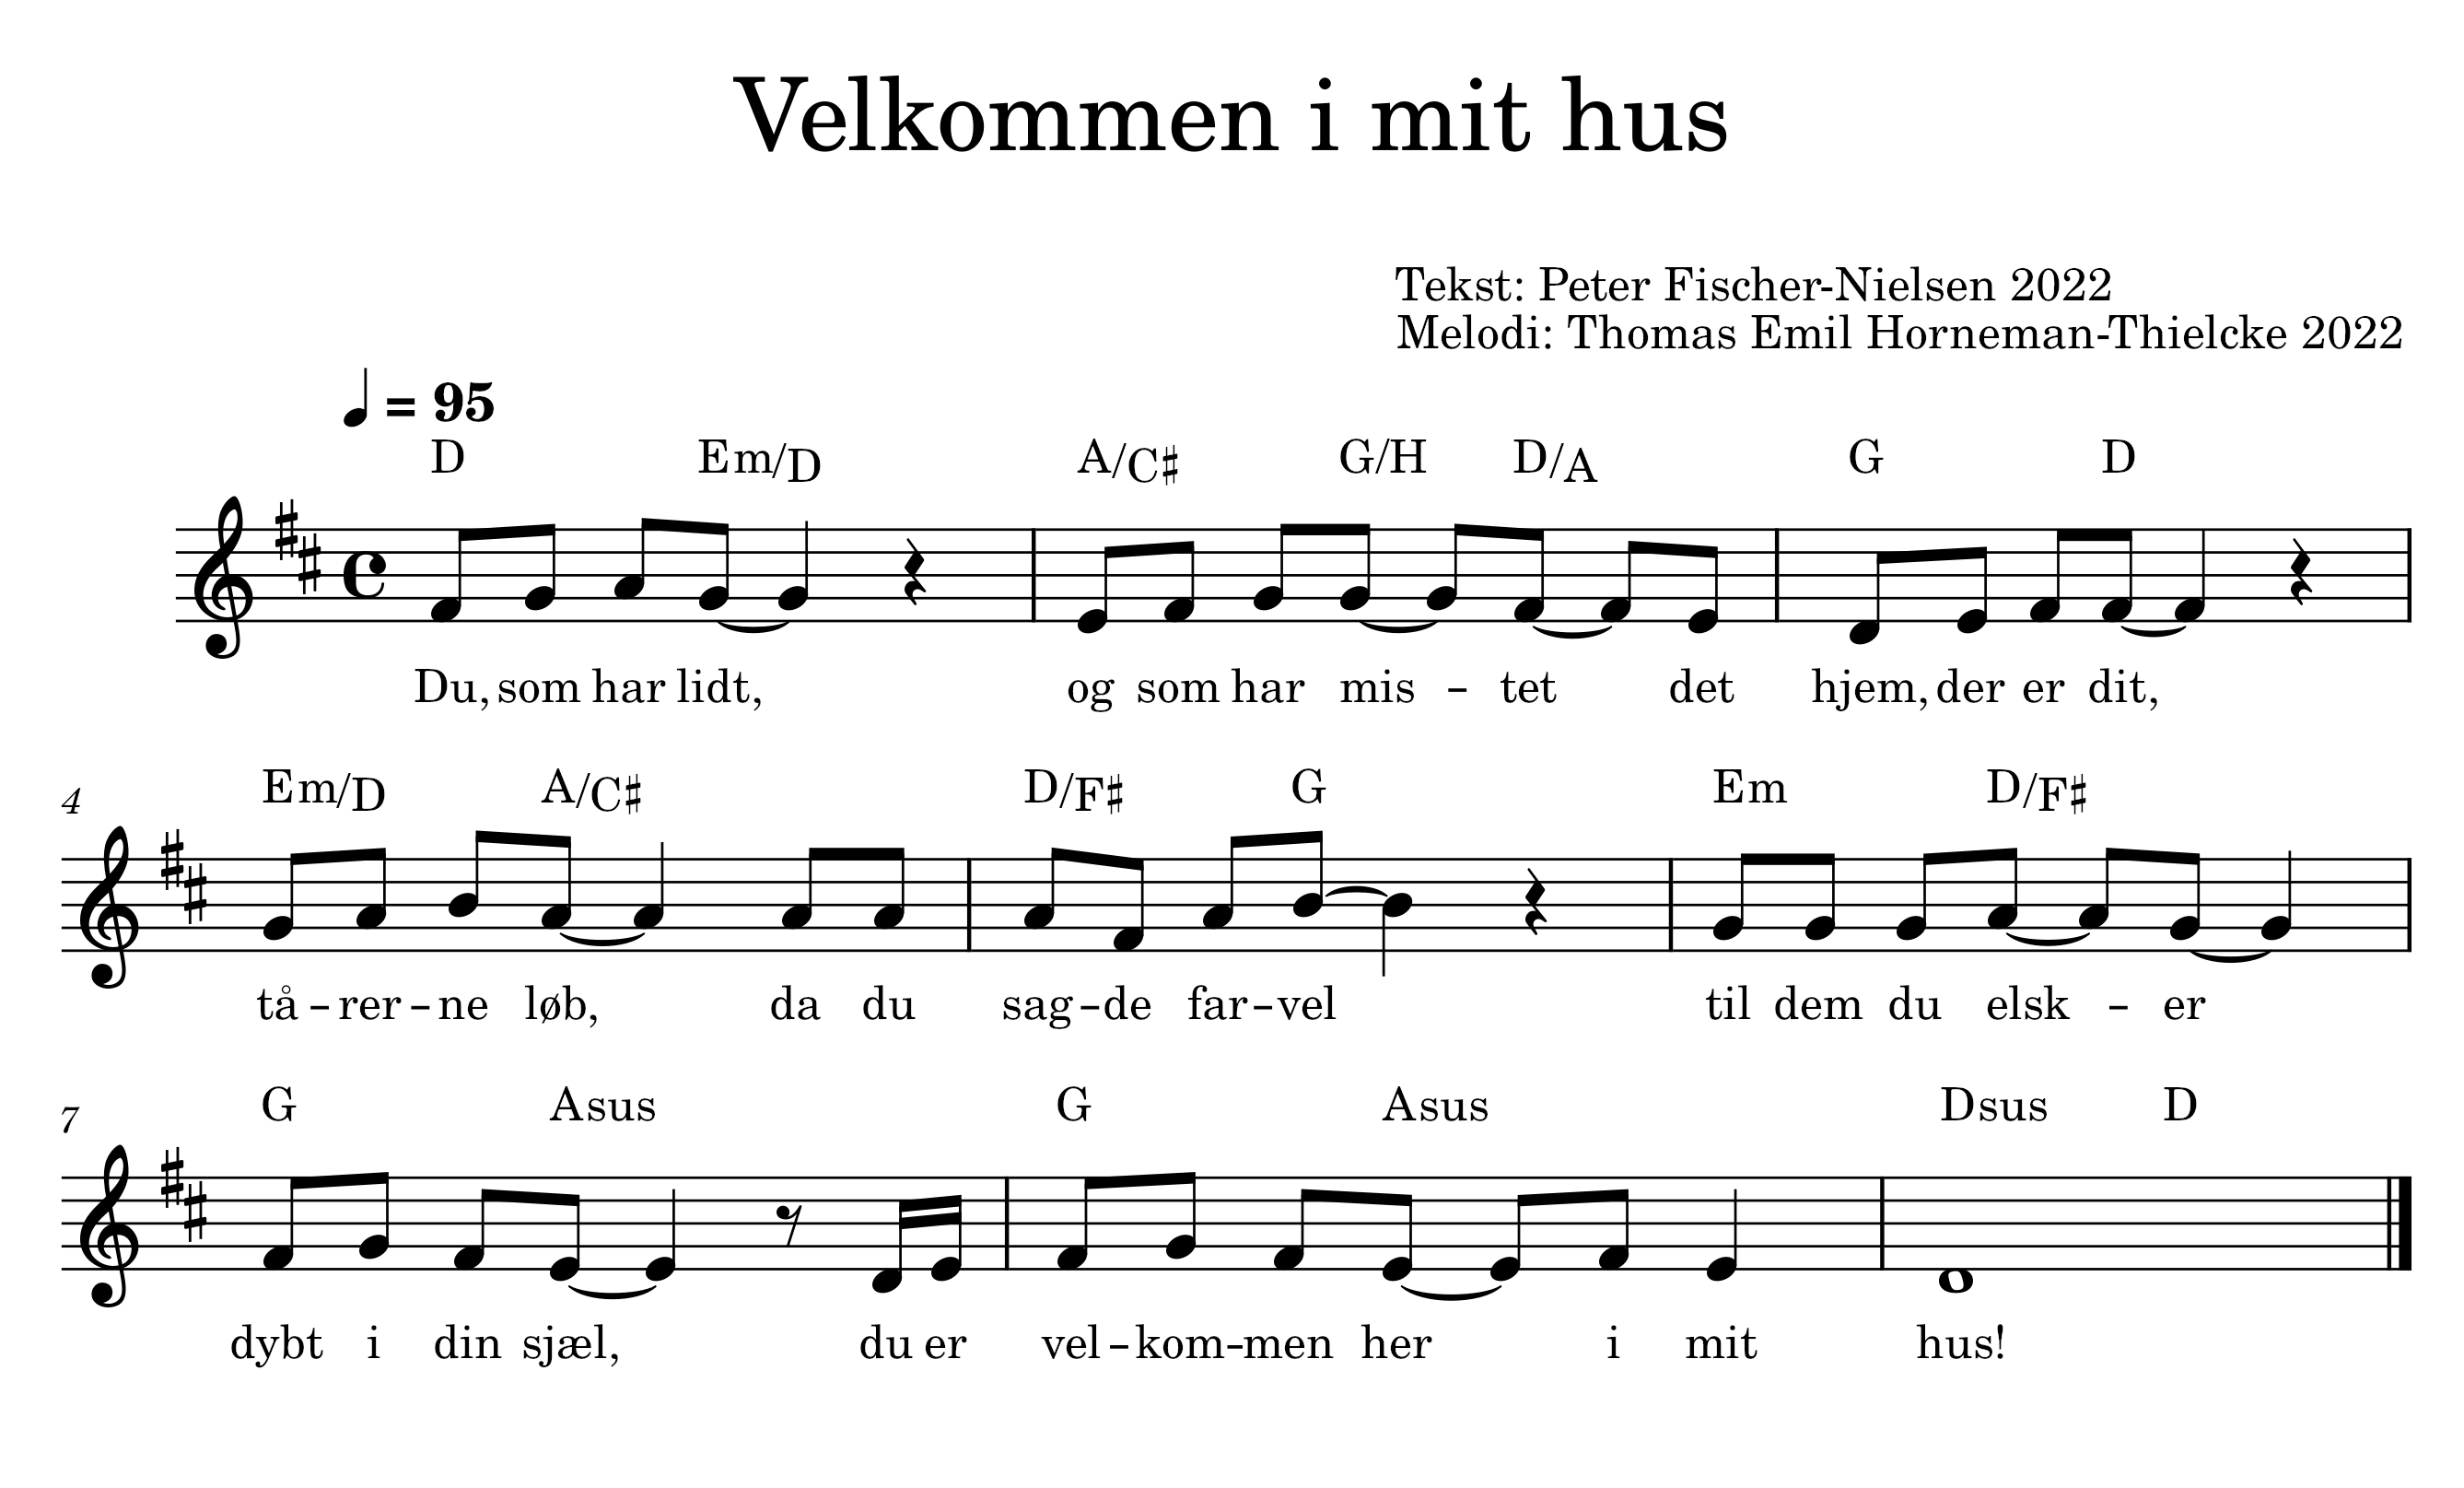 Velkommen i mit hus
Tekst: Peter Fischer-Nielsen 2022
Melodi: Thomas Emil Horneman-Thielcke 2022
= 95
D Em/D A/C♯ G/H D/A G D
Du, som har lidt, og som har mis - tet det hjem, der er dit,
4 Em/D A/C♯ D/F♯ G Em D/F♯
tå - rer - ne løb, da du sag - de far - vel til dem du elsk - er
7 G Asus G Asus Dsus D
dybt i din sjæl, du er vel - kom - men her i mit hus!